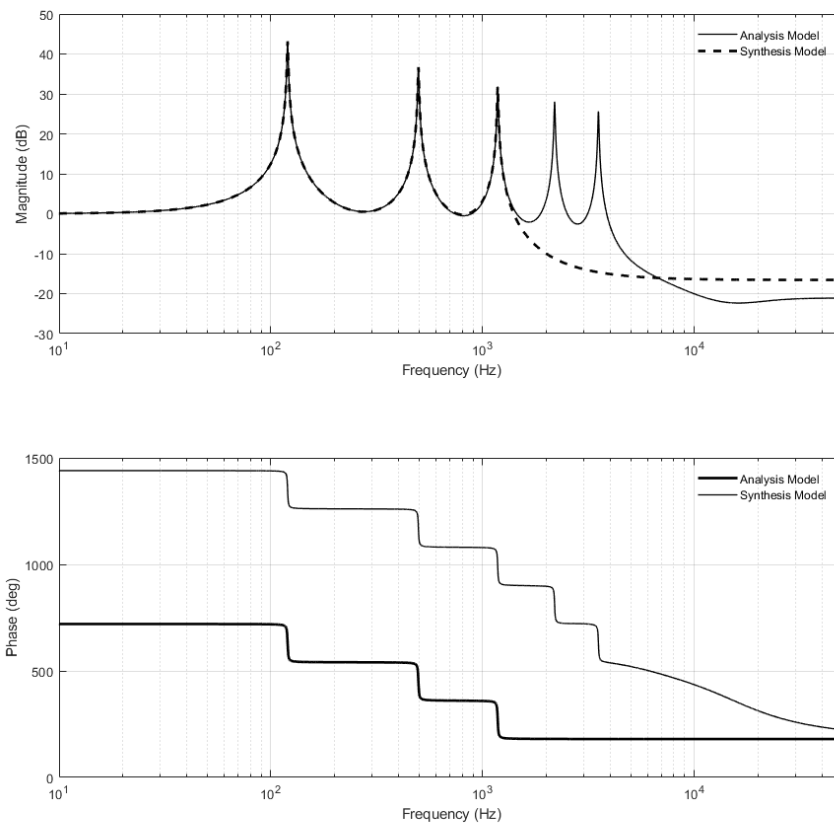 50
40
30
20
10
0
-10
-20
-30
Magnitude (dB)
Analysis Model
Synthesis Model
10^1 10^2 10^3 10^4
Frequency (Hz)
1500
1000
500
0
Phase (deg)
Analysis Model
Synthesis Model
10^1 10^2 10^3 10^4
Frequency (Hz)